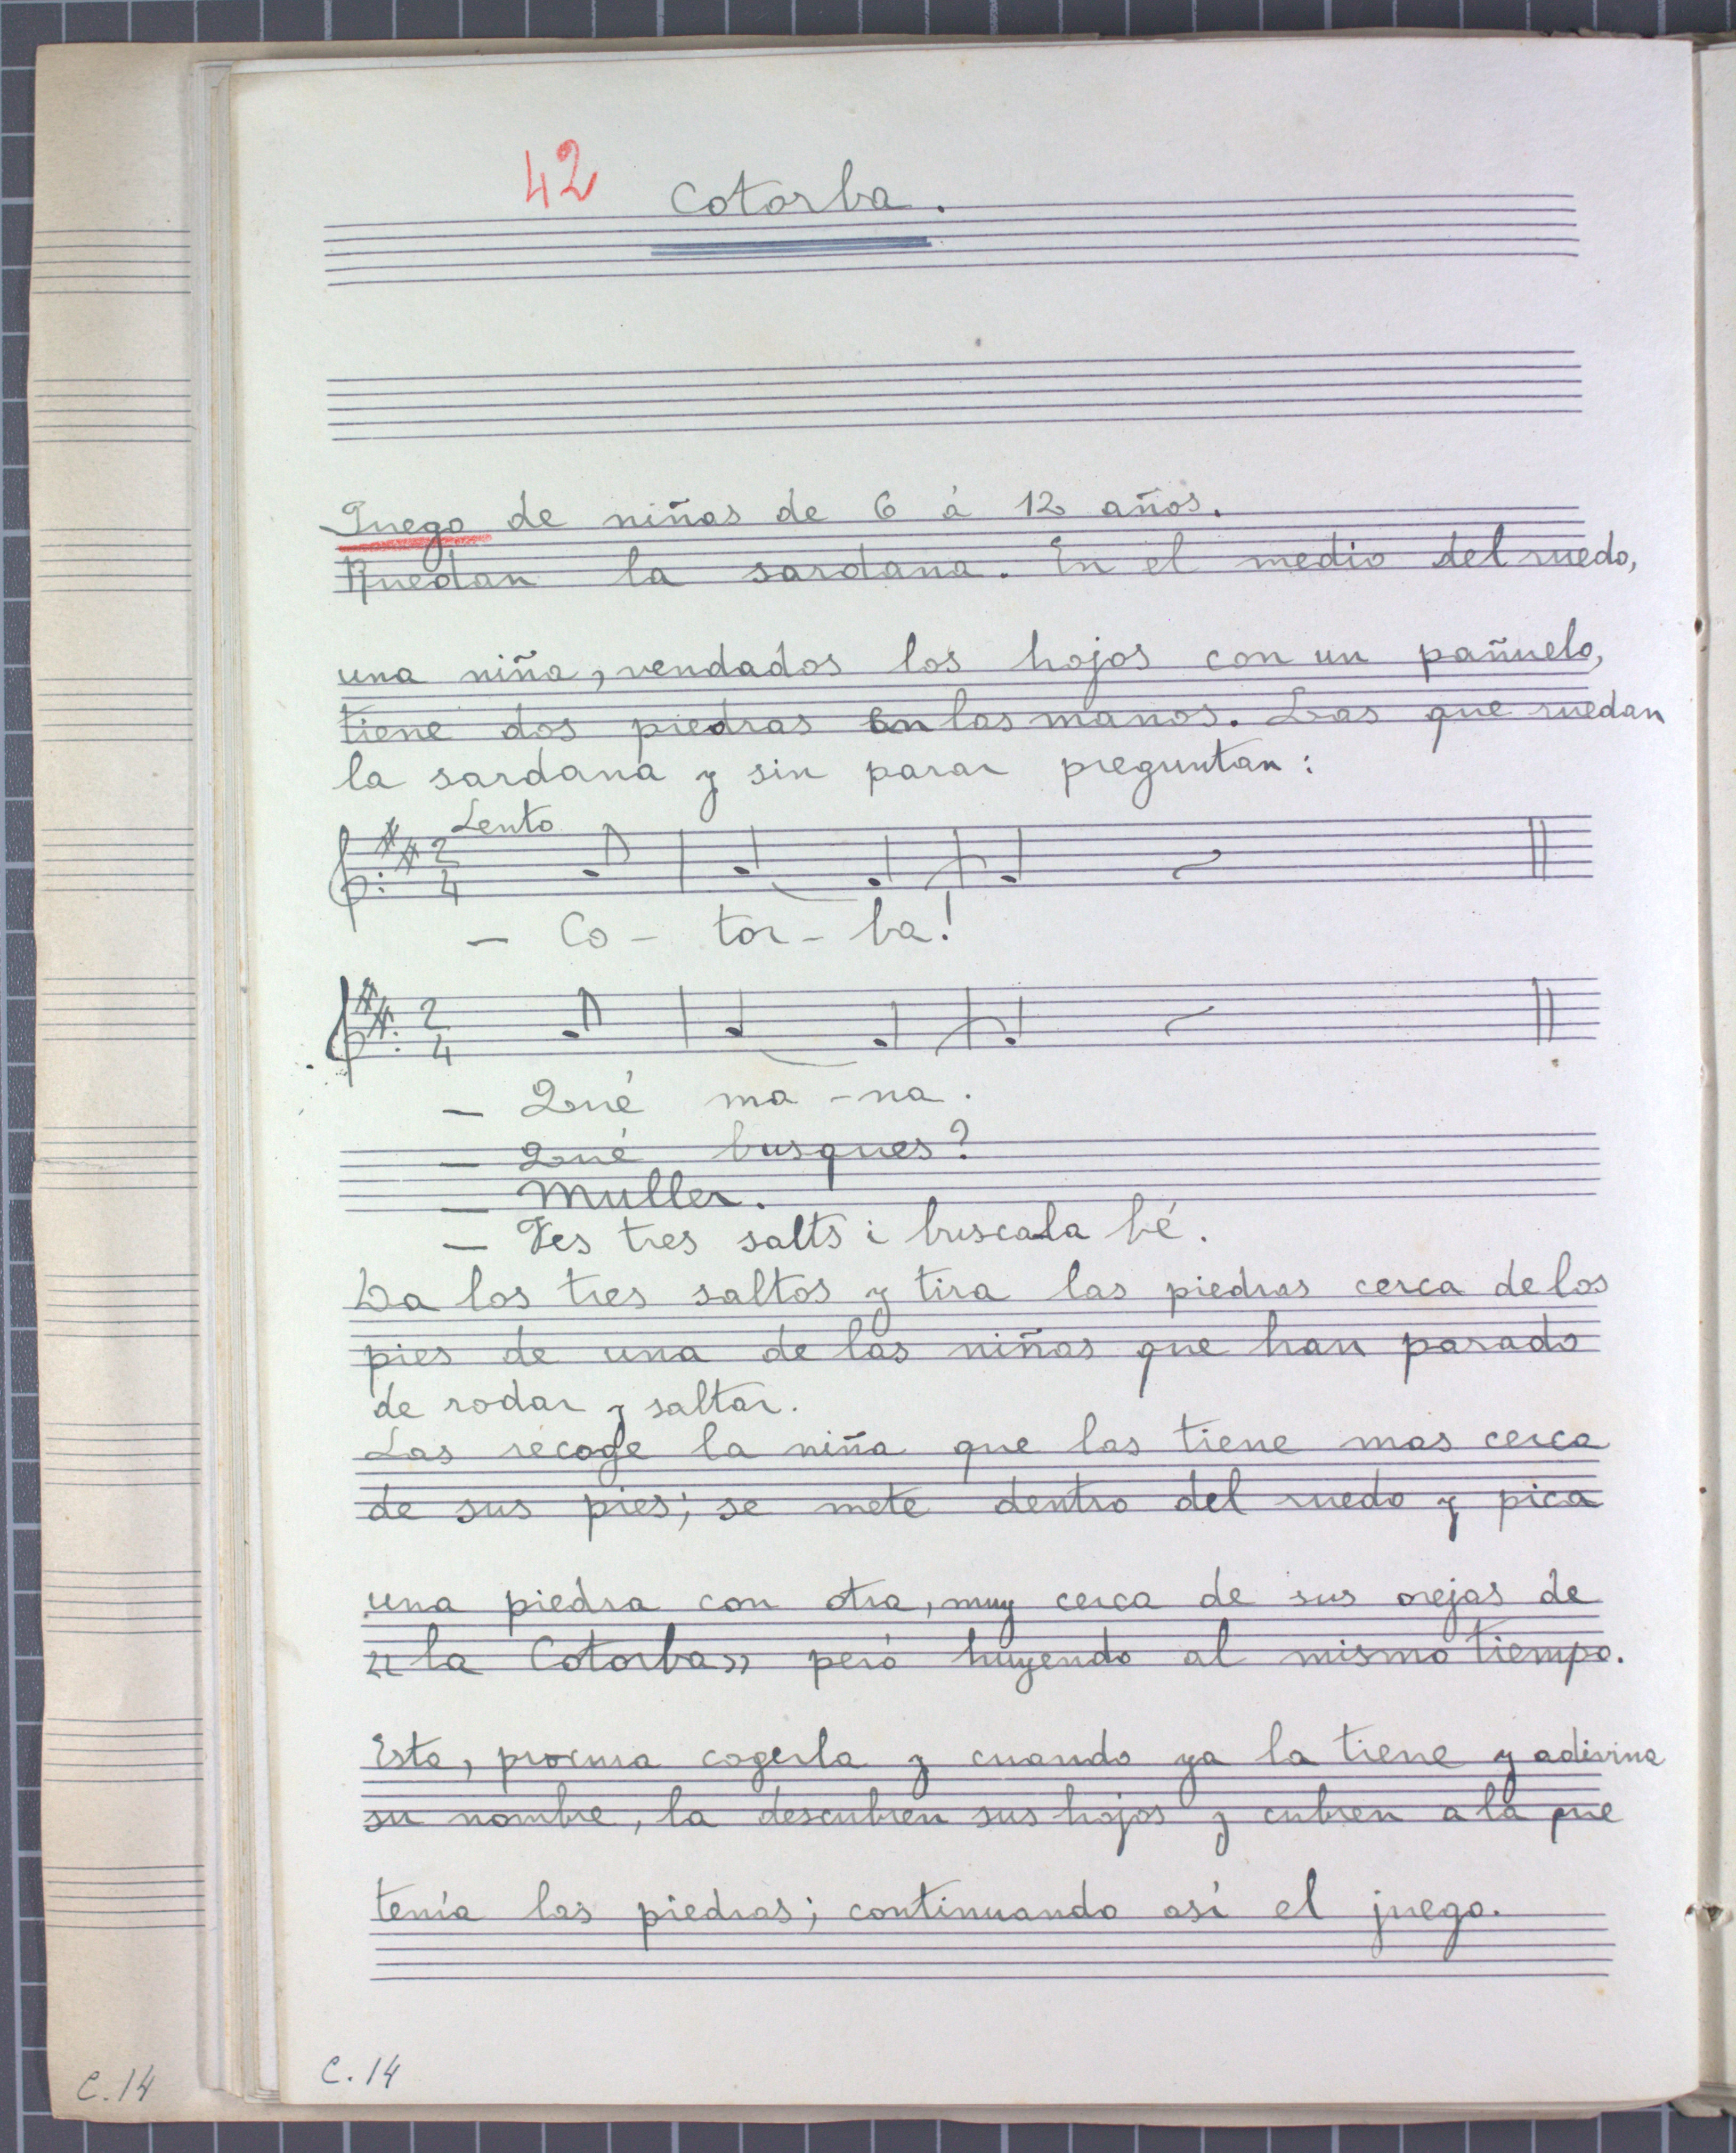 42 Cotorba.
Juego de niñas de 6 á 12 años.
Ruedan la sardana. En el medio del ruedo,
una niña, vendados los hojos con un pañuelo,
tiene dos piedras en las manos. Las que ruedan
la sardana y sin parar preguntan:
Lento
2
4
— Co - tor - ba!
2
4
— Qué ma - na.
— Qué busques?
— Muller.
— Fes tres salts i buscala bé.
Da los tres saltos y tira las piedras cerca de los
pies de una de las niñas que han parado
de rodar y saltar.
Las recoge la niña que las tiene mas cerca
de sus pies; se mete dentro del ruedo y pica
una piedra con otra, muy cerca de sus orejas de
«la Cotorba» peró huyendo al mismo tiempo.
Esta, procura cogerla y cuando ya la tiene y adivina
su nombre, la descubren sus hojos y cubren a la que
tenía las piedras; continuando así el juego.
C.14
C.14